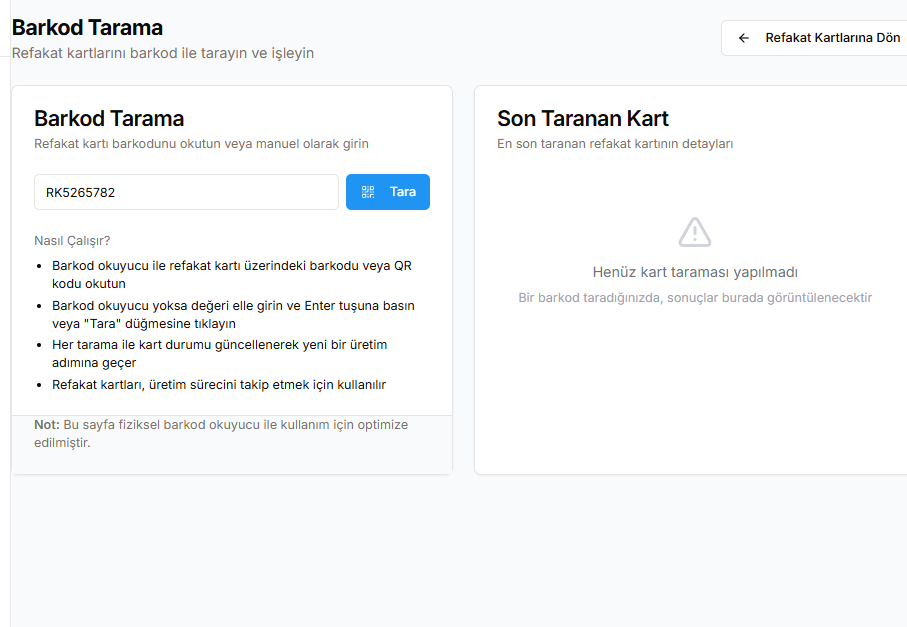 Barkod Tarama
Refakat kartlarını barkod ile tarayın ve işleyin
Refakat Kartlarına Dön
Barkod Tarama
Refakat kartı barkodunu okutun veya manuel olarak girin
RK5265782
Tara
Nasıl Çalışır?
Barkod okuyucu ile refakat kartı üzerindeki barkodu veya QR
kodu okutun
Barkod okuyucu yoksa değeri elle girin ve Enter tuşuna basın
veya "Tara" düğmesine tıklayın
Her tarama ile kart durumu güncellenerek yeni bir üretim
adımına geçer
Refakat kartları, üretim sürecini takip etmek için kullanılır
Not: Bu sayfa fiziksel barkod okuyucu ile kullanım için optimize
edilmiştir.
Son Taranan Kart
En son taranan refakat kartının detayları
Henüz kart taraması yapılmadı
Bir barkod taradığınızda, sonuçlar burada görüntülenecektir